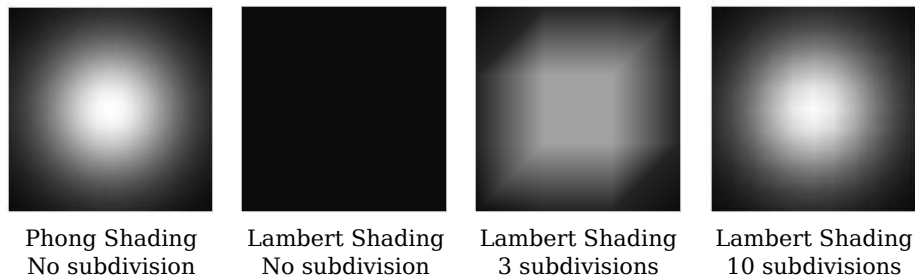 Phong Shading
No subdivision
Lambert Shading
No subdivision
Lambert Shading
3 subdivisions
Lambert Shading
10 subdivisions